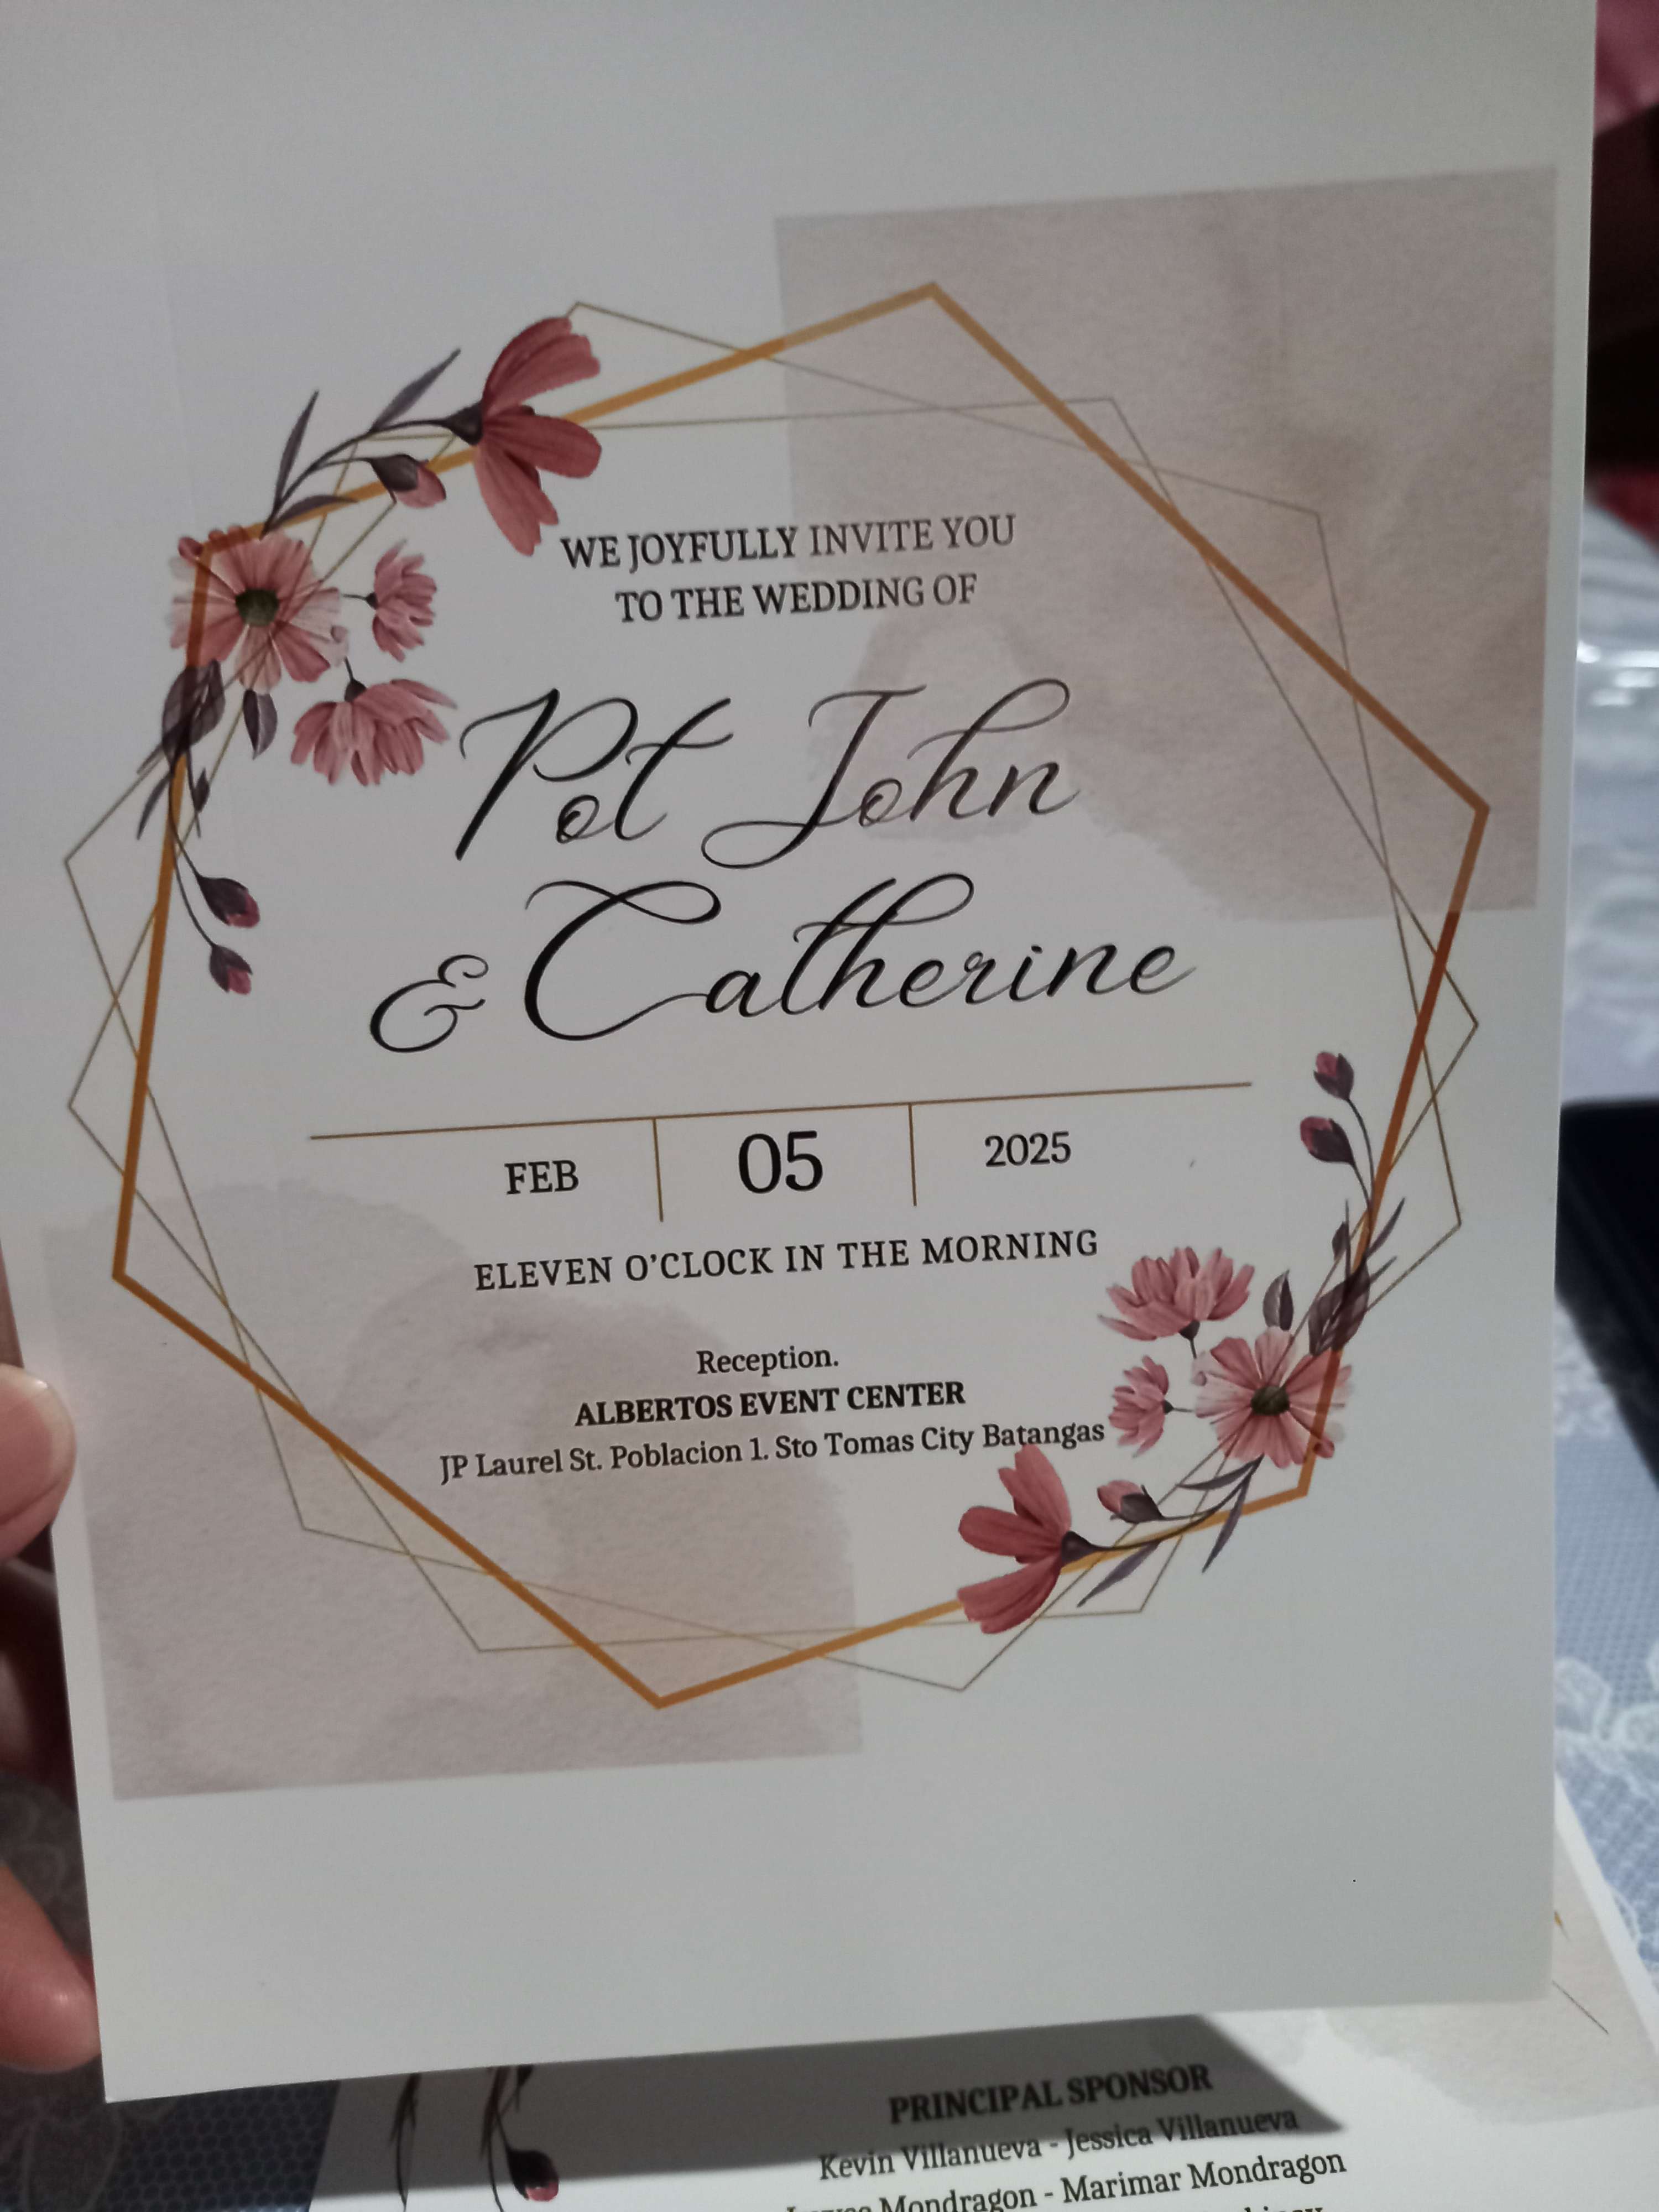 WE JOYFULLY INVITE YOU
TO THE WEDDING OF
Pot John
& Catherine
FEB 05 2025
ELEVEN O'CLOCK IN THE MORNING
Reception.
ALBERTOS EVENT CENTER
JP Laurel St. Poblacion 1. Sto Tomas City Batangas
PRINCIPAL SPONSOR
Kevin Villanueva - Jessica Villanueva
Mondragon - Marimar Mondragon